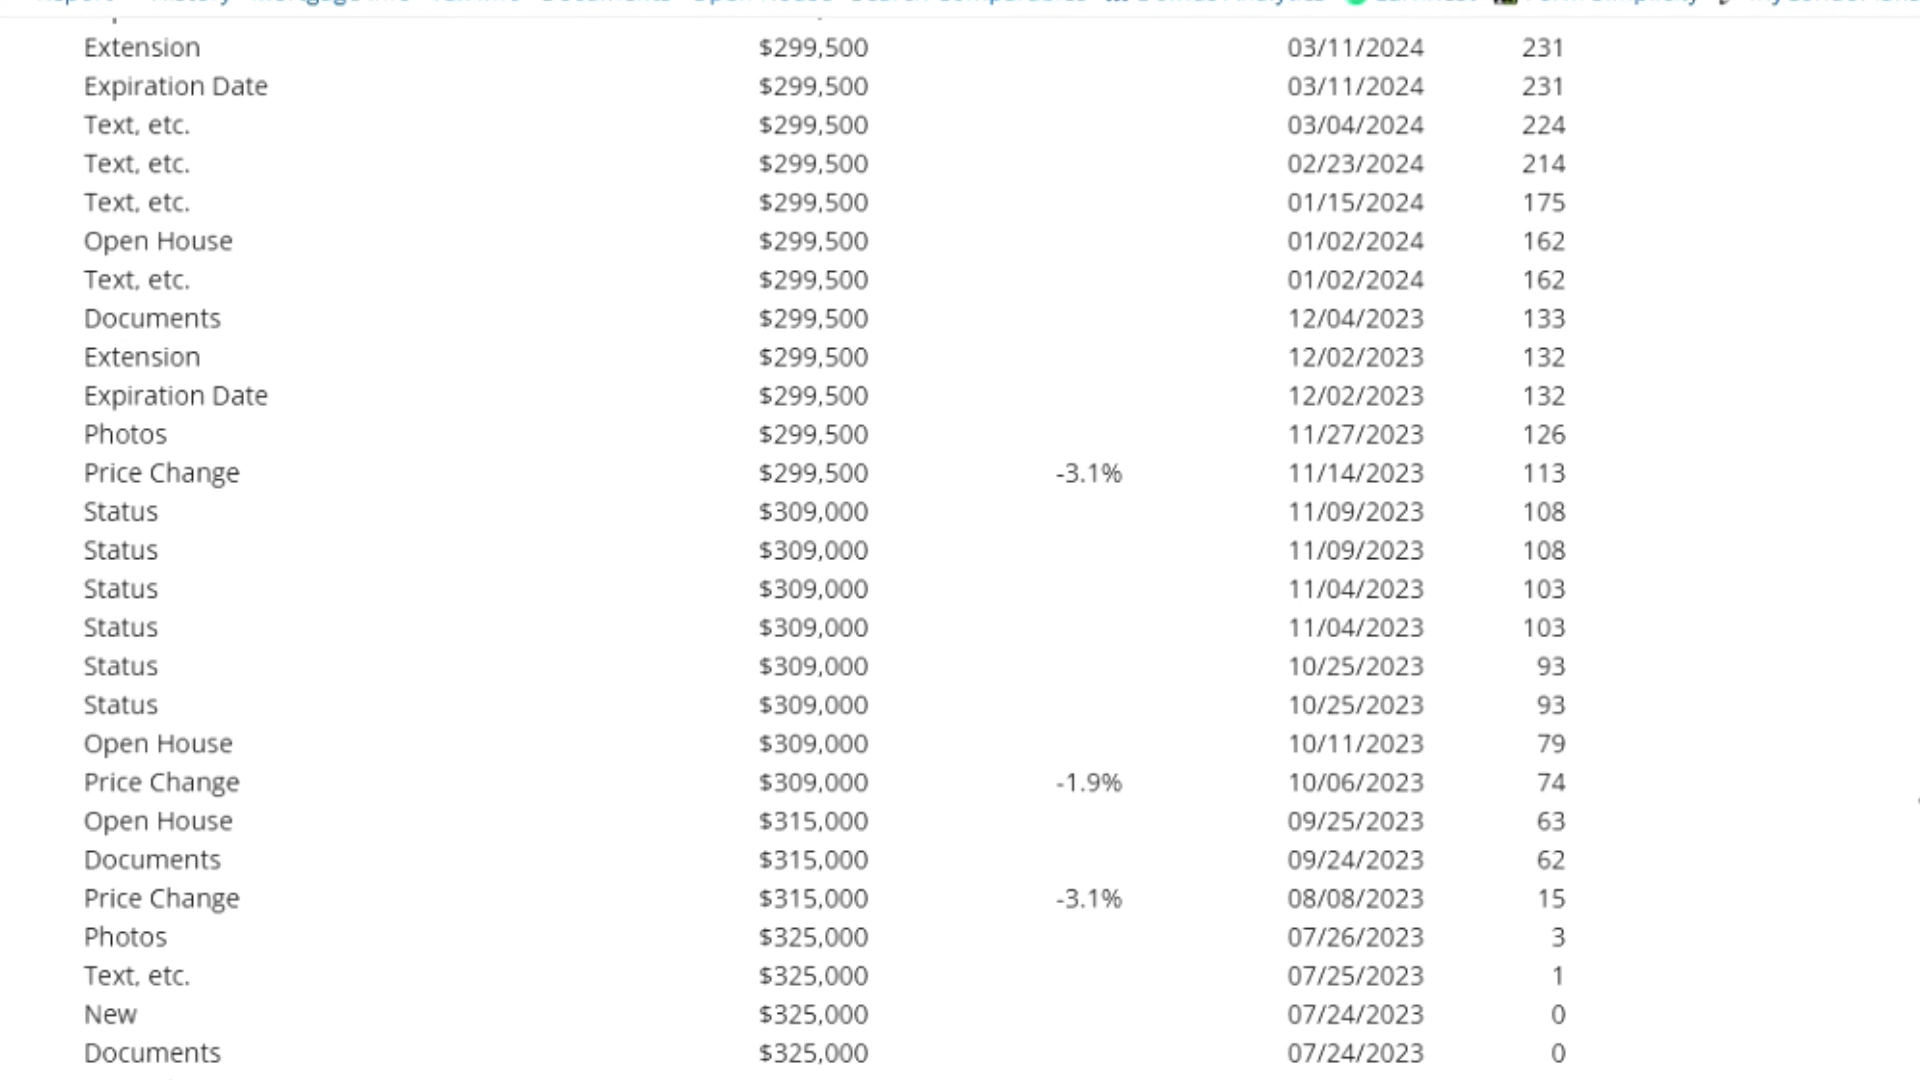 Extension $299,500 03/11/2024 231
Expiration Date $299,500 03/11/2024 231
Text, etc. $299,500 03/04/2024 224
Text, etc. $299,500 02/23/2024 214
Text, etc. $299,500 01/15/2024 175
Open House $299,500 01/02/2024 162
Text, etc. $299,500 01/02/2024 162
Documents $299,500 12/04/2023 133
Extension $299,500 12/02/2023 132
Expiration Date $299,500 12/02/2023 132
Photos $299,500 11/27/2023 126
Price Change $299,500 -3.1% 11/14/2023 113
Status $309,000 11/09/2023 108
Status $309,000 11/09/2023 108
Status $309,000 11/04/2023 103
Status $309,000 11/04/2023 103
Status $309,000 10/25/2023 93
Status $309,000 10/25/2023 93
Open House $309,000 10/11/2023 79
Price Change $309,000 -1.9% 10/06/2023 74
Open House $315,000 09/25/2023 63
Documents $315,000 09/24/2023 62
Price Change $315,000 -3.1% 08/08/2023 15
Photos $325,000 07/26/2023 3
Text, etc. $325,000 07/25/2023 1
New $325,000 07/24/2023 0
Documents $325,000 07/24/2023 0